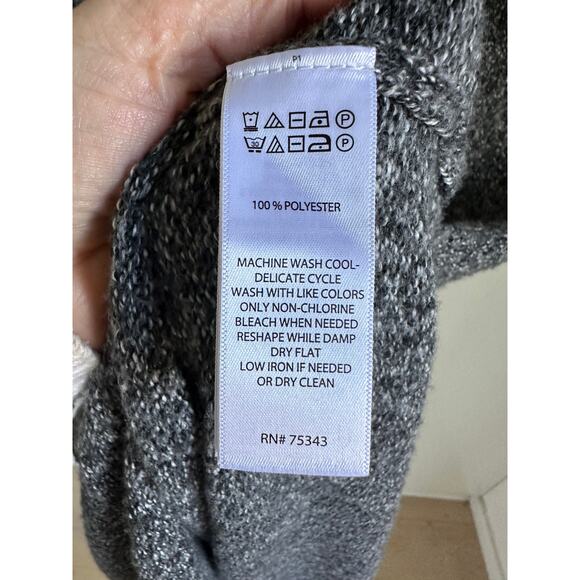 P
30 P
100 % POLYESTER
MACHINE WASH COOL-
DELICATE CYCLE
WASH WITH LIKE COLORS
ONLY NON-CHLORINE
BLEACH WHEN NEEDED
RESHAPE WHILE DAMP
DRY FLAT
LOW IRON IF NEEDED
OR DRY CLEAN
RN# 75343